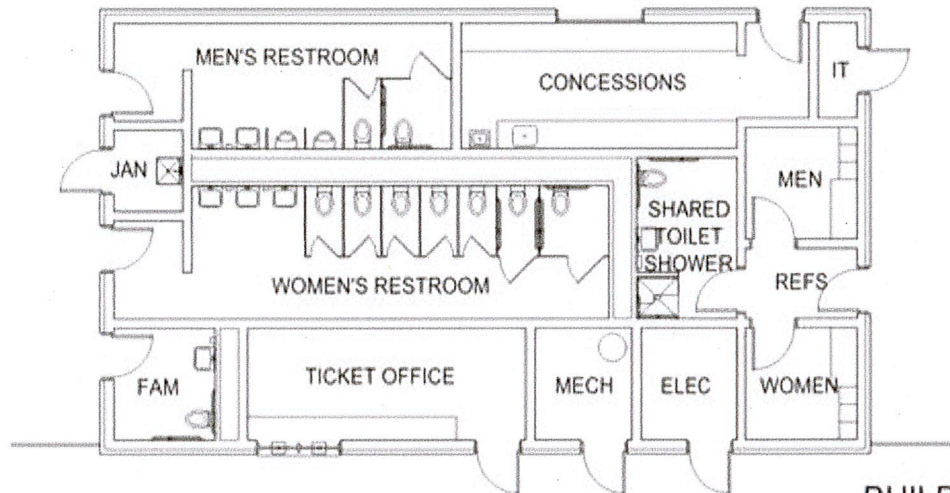 MEN'S RESTROOM
CONCESSIONS
IT
JAN
MEN
SHARED
TOILET
SHOWER
WOMEN'S RESTROOM
REFS
FAM
TICKET OFFICE
MECH
ELEC
WOMEN